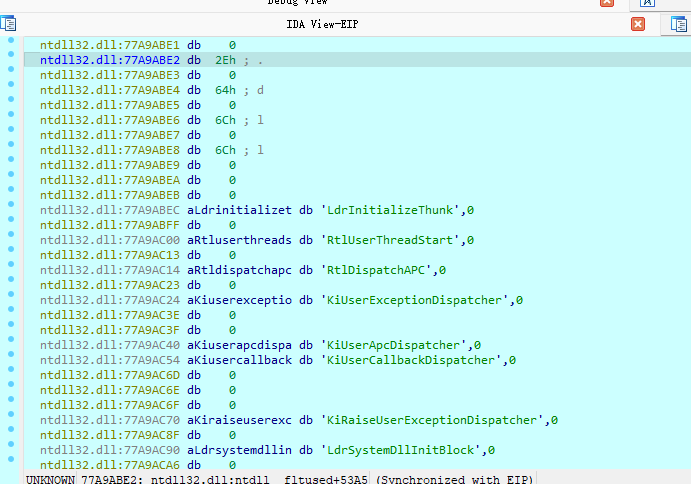 Debug View
IDA View-EIP
ntdll32.dll:77A9ABE1 db 0
ntdll32.dll:77A9ABE2 db 2Eh ; .
ntdll32.dll:77A9ABE3 db 0
ntdll32.dll:77A9ABE4 db 64h ; d
ntdll32.dll:77A9ABE5 db 0
ntdll32.dll:77A9ABE6 db 6Ch ; l
ntdll32.dll:77A9ABE7 db 0
ntdll32.dll:77A9ABE8 db 6Ch ; l
ntdll32.dll:77A9ABE9 db 0
ntdll32.dll:77A9ABEA db 0
ntdll32.dll:77A9ABEB db 0
ntdll32.dll:77A9ABEC aLdrinitializet db 'LdrInitializeThunk',0
ntdll32.dll:77A9ABFF db 0
ntdll32.dll:77A9AC00 aRtluserthreads db 'RtlUserThreadStart',0
ntdll32.dll:77A9AC13 db 0
ntdll32.dll:77A9AC14 aRtldispatchapc db 'RtlDispatchAPC',0
ntdll32.dll:77A9AC23 db 0
ntdll32.dll:77A9AC24 aKiuserexceptio db 'KiUserExceptionDispatcher',0
ntdll32.dll:77A9AC3E db 0
ntdll32.dll:77A9AC3F db 0
ntdll32.dll:77A9AC40 aKiuserapcdispa db 'KiUserApcDispatcher',0
ntdll32.dll:77A9AC54 aKiusercallback db 'KiUserCallbackDispatcher',0
ntdll32.dll:77A9AC6D db 0
ntdll32.dll:77A9AC6E db 0
ntdll32.dll:77A9AC6F db 0
ntdll32.dll:77A9AC70 aKiraiseuserexc db 'KiRaiseUserExceptionDispatcher',0
ntdll32.dll:77A9AC8F db 0
ntdll32.dll:77A9AC90 aLdrsystemdllin db 'LdrSystemDllInitBlock',0
ntdll32.dll:77A9ACA6 db 0
UNKNOWN 77A9ABE2: ntdll32.dll:ntdll__fltused+53A5 (Synchronized with EIP)